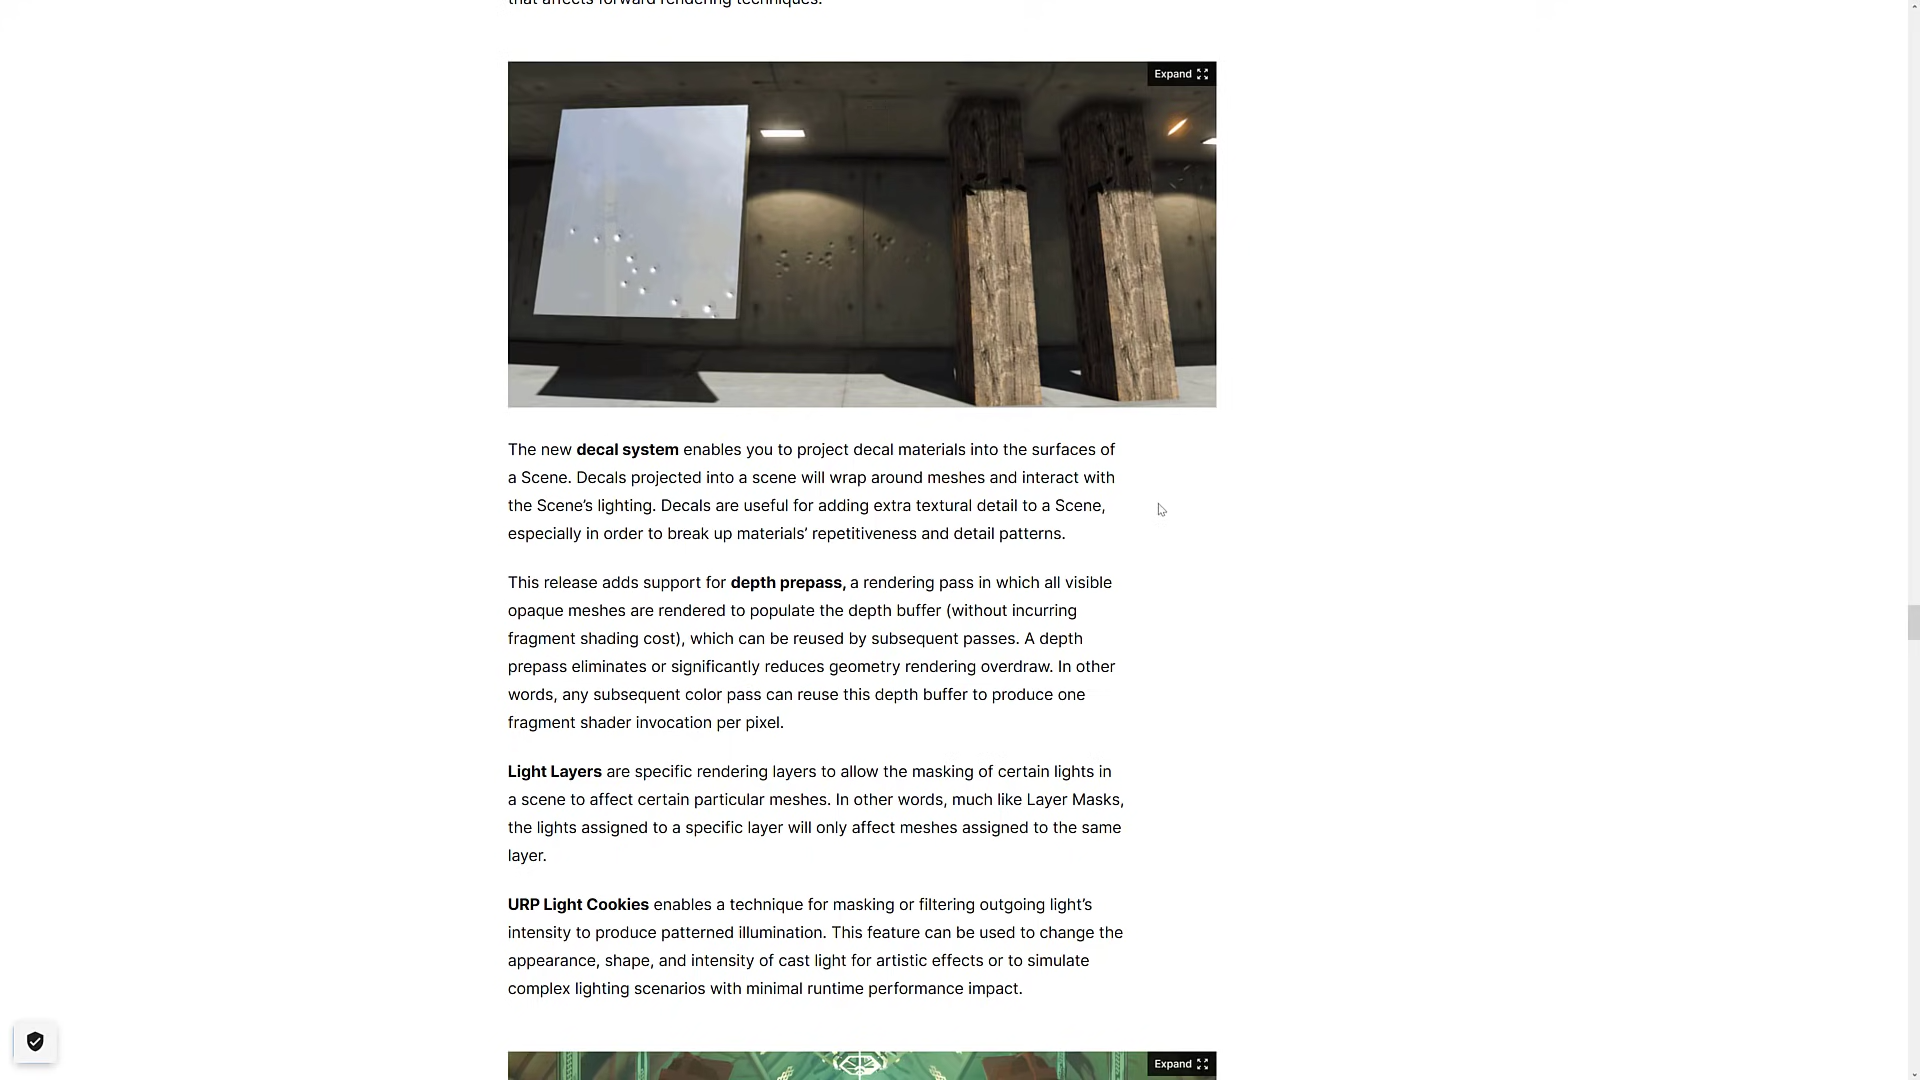 that affects forward rendering techniques.
Expand
The new decal system enables you to project decal materials into the surfaces of
a Scene. Decals projected into a scene will wrap around meshes and interact with
the Scene’s lighting. Decals are useful for adding extra textural detail to a Scene,
especially in order to break up materials’ repetitiveness and detail patterns.
This release adds support for depth prepass, a rendering pass in which all visible
opaque meshes are rendered to populate the depth buffer (without incurring
fragment shading cost), which can be reused by subsequent passes. A depth
prepass eliminates or significantly reduces geometry rendering overdraw. In other
words, any subsequent color pass can reuse this depth buffer to produce one
fragment shader invocation per pixel.
Light Layers are specific rendering layers to allow the masking of certain lights in
a scene to affect certain particular meshes. In other words, much like Layer Masks,
the lights assigned to a specific layer will only affect meshes assigned to the same
layer.
URP Light Cookies enables a technique for masking or filtering outgoing light’s
intensity to produce patterned illumination. This feature can be used to change the
appearance, shape, and intensity of cast light for artistic effects or to simulate
complex lighting scenarios with minimal runtime performance impact.
Expand